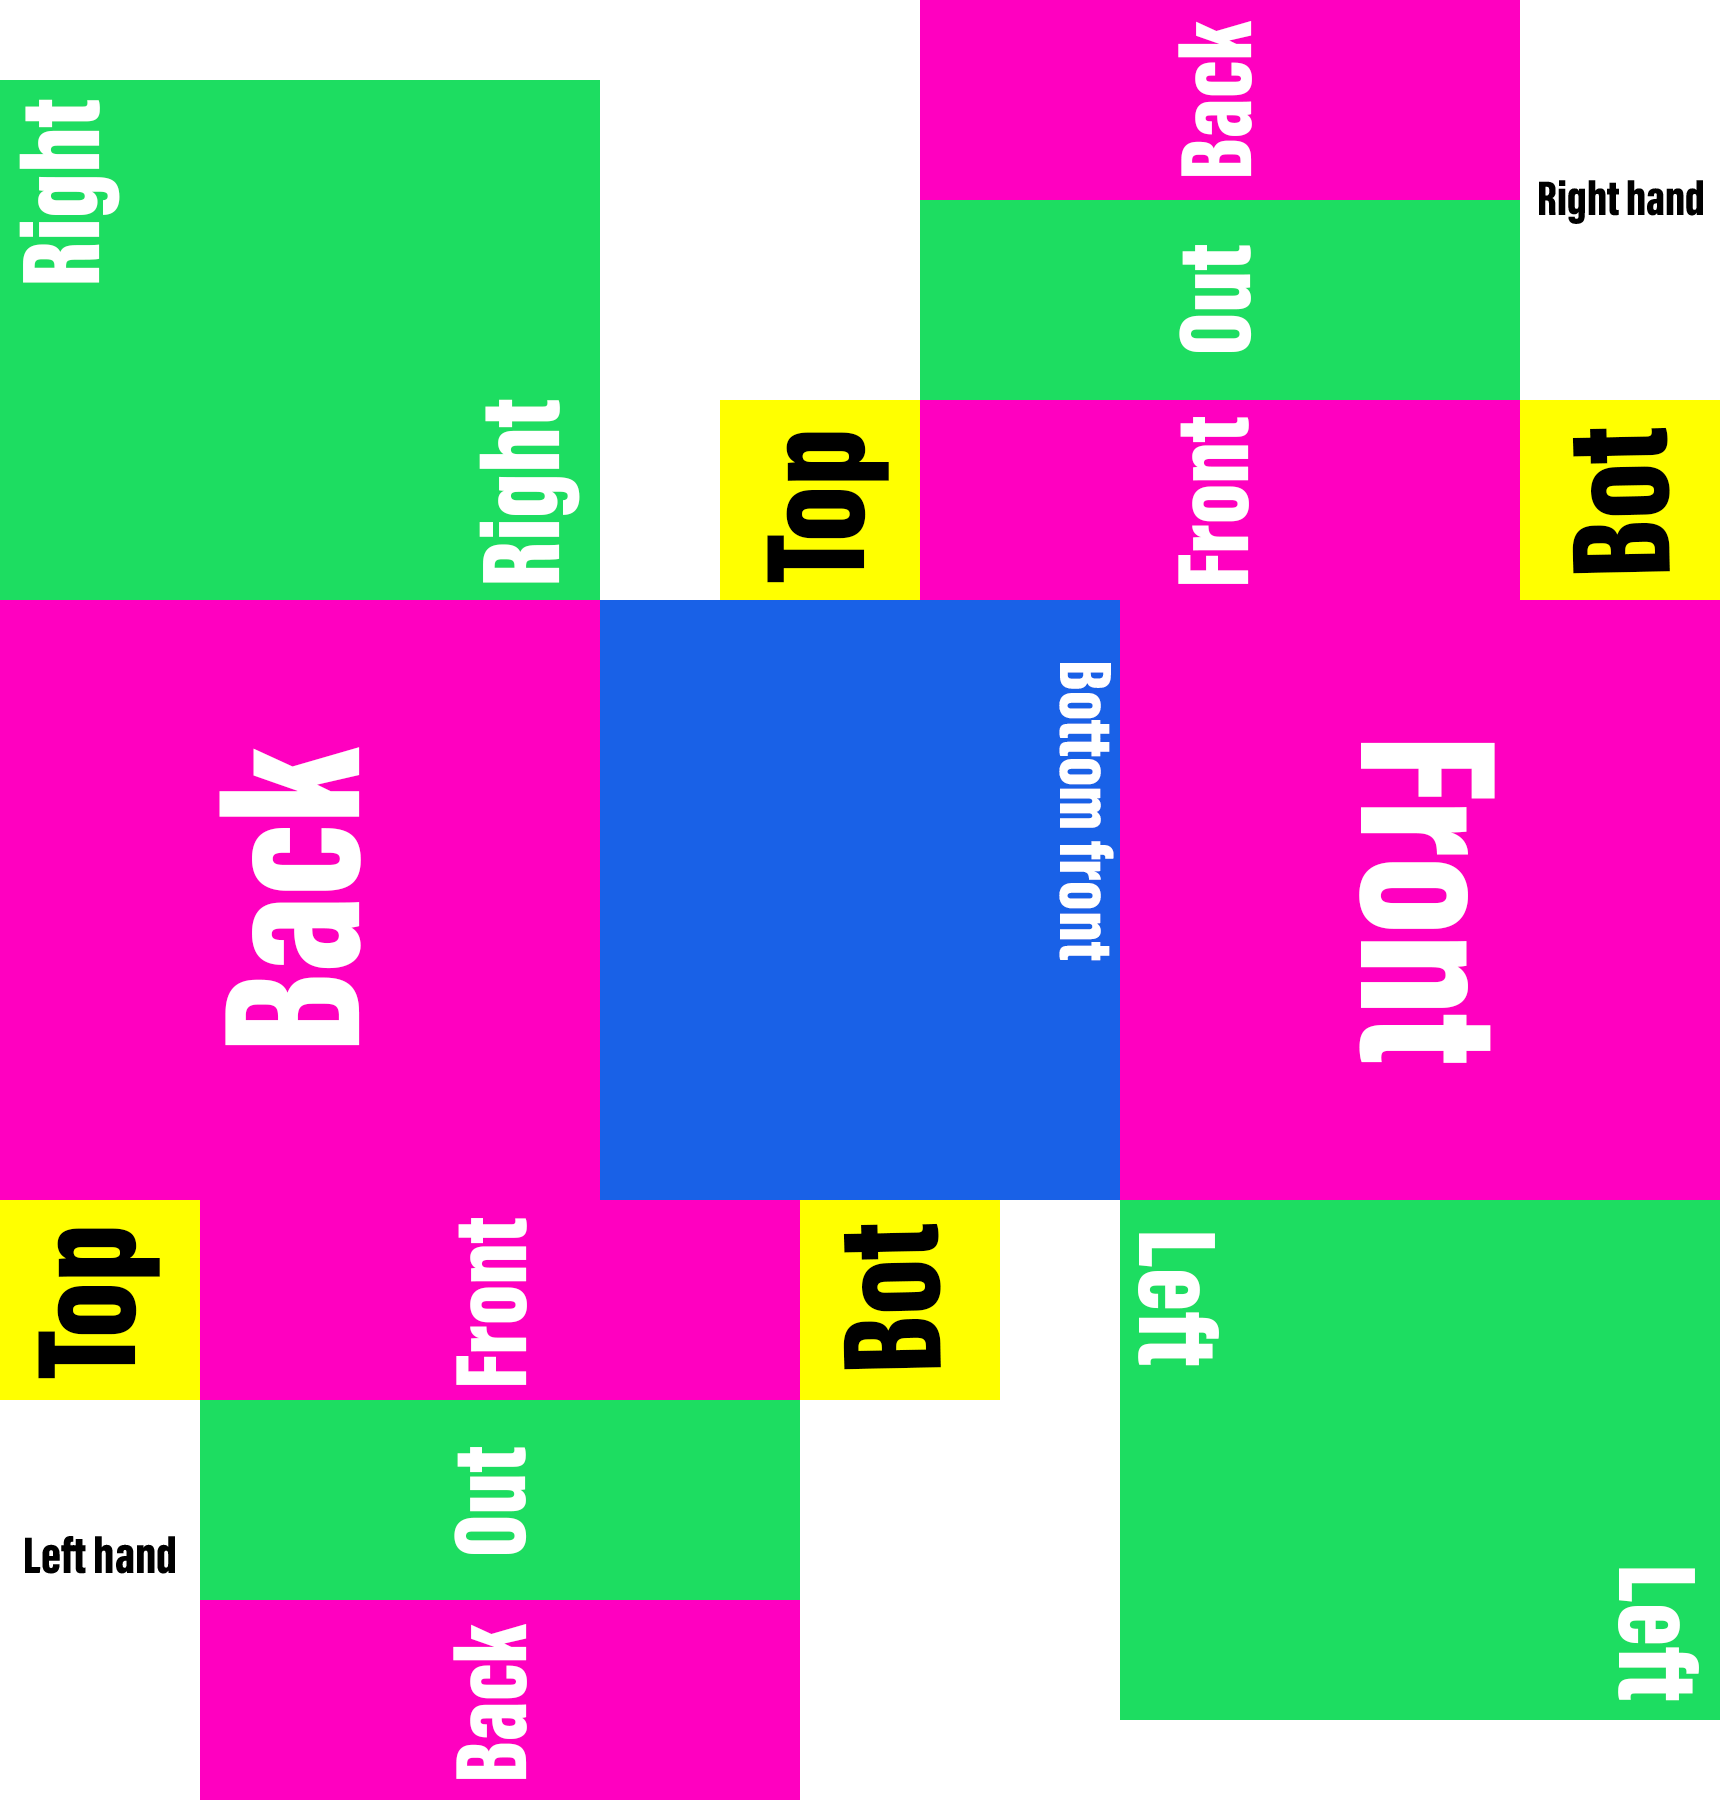 Back
Right
Right hand
Out
Right
Top
Front
Bot
Bottom front
Back
Front
Top
Front
Bot
Left
Out
Left hand
Left
Back